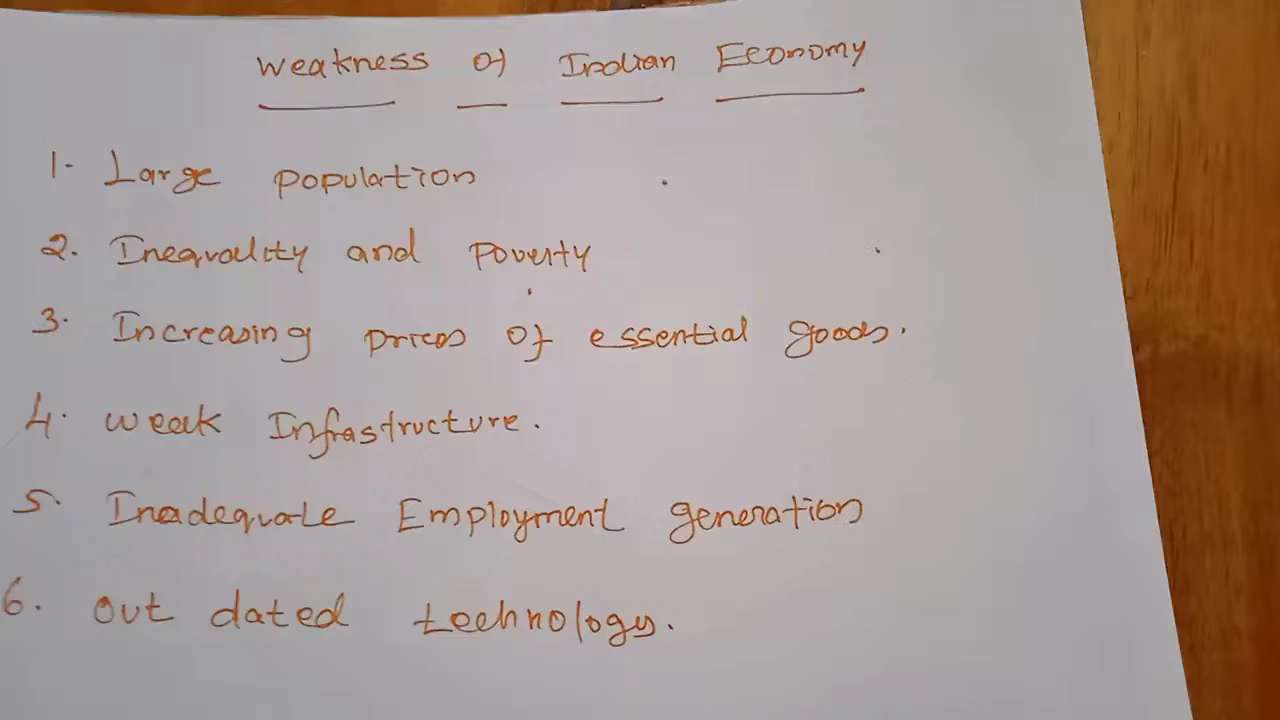 Weakness of Indian Economy
1. Large population
2. Inequality and Poverty
3. Increasing prices of essential goods.
4. Weak Infrastructure.
5. Inadequate Employment generation
6. Out dated technology.